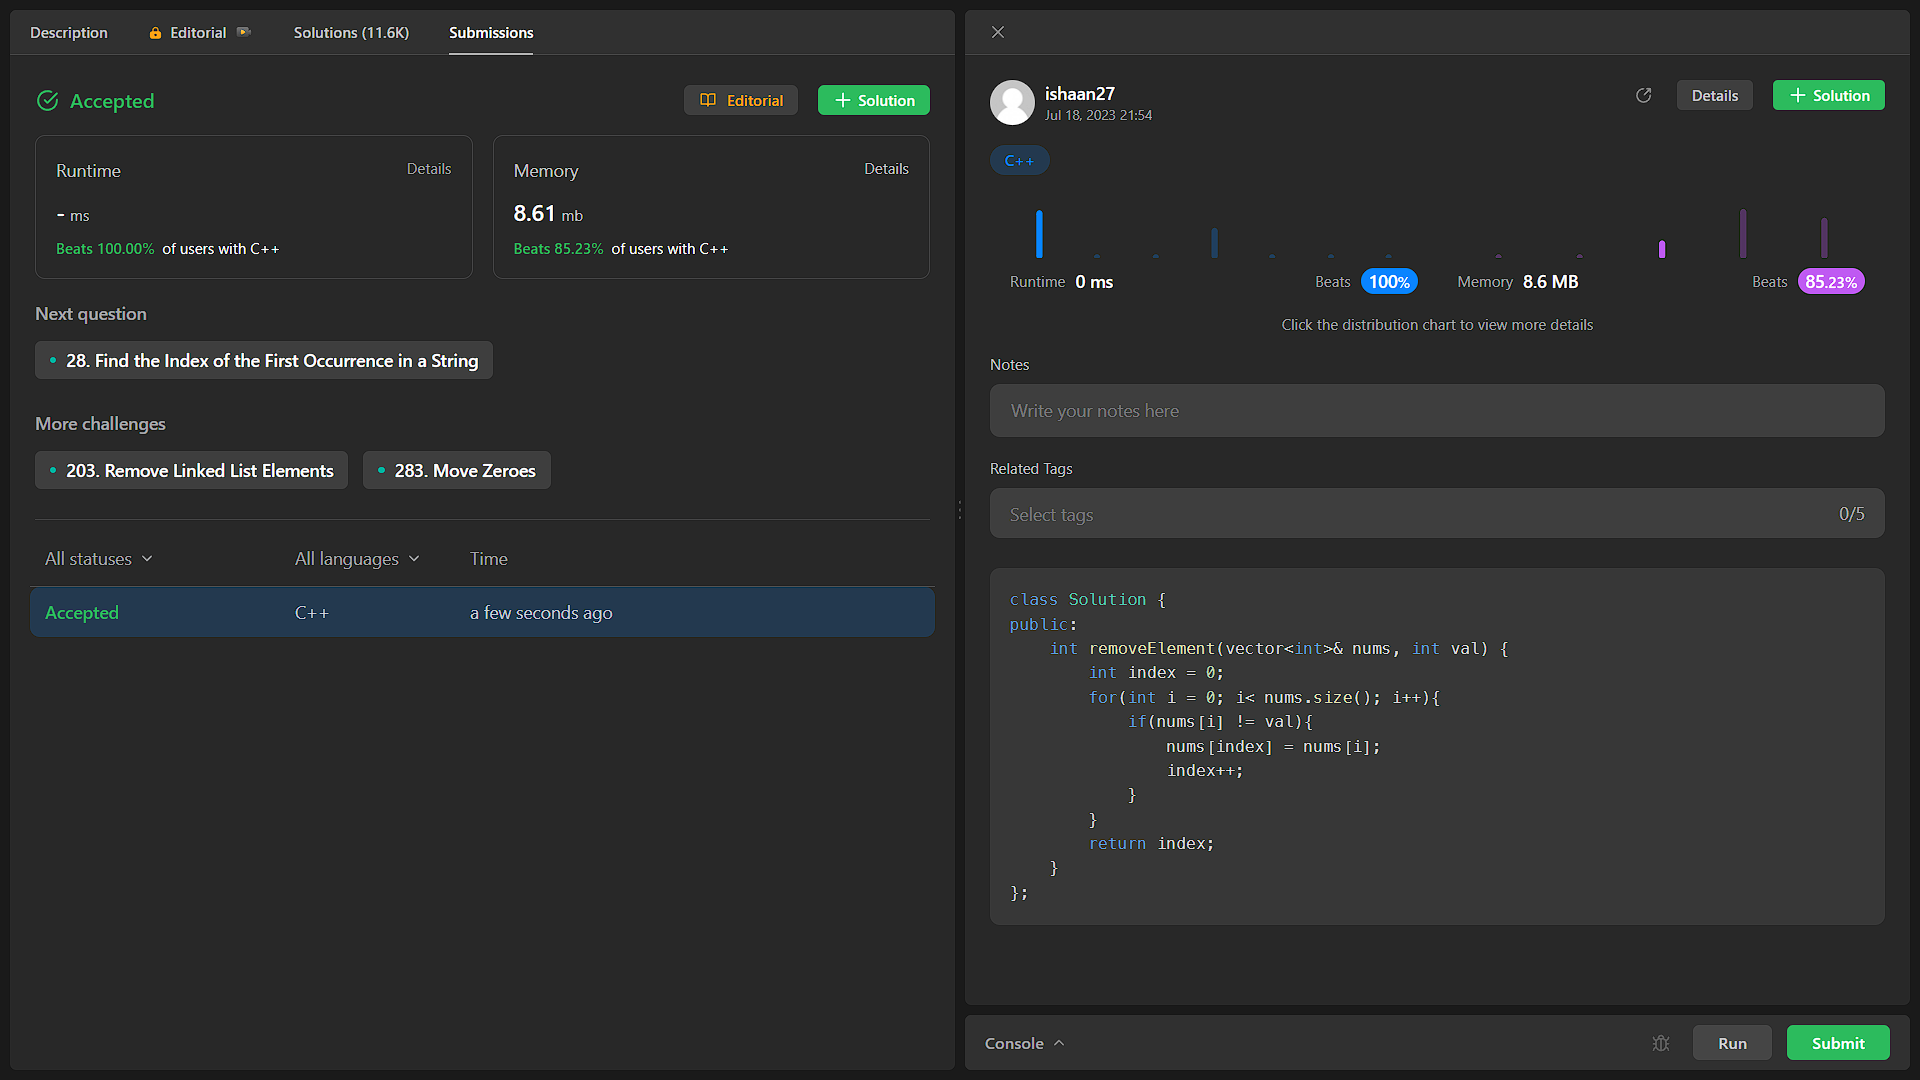 Description Editorial Solutions (11.6K) Submissions
Accepted Editorial Solution
Runtime Details
- ms
Beats 100.00% of users with C++
Memory Details
8.61 mb
Beats 85.23% of users with C++
Next question
28. Find the Index of the First Occurrence in a String
More challenges
203. Remove Linked List Elements 283. Move Zeroes
All statuses All languages Time
Accepted C++ a few seconds ago
ishaan27
Jul 18, 2023 21:54
Details Solution
C++
Runtime 0 ms Beats 100% Memory 8.6 MB Beats 85.23%
Click the distribution chart to view more details
Notes
Write your notes here
Related Tags
Select tags 0/5
class Solution {
public:
    int removeElement(vector<int>& nums, int val) {
        int index = 0;
        for(int i = 0; i< nums.size(); i++){
            if(nums[i] != val){
                nums[index] = nums[i];
                index++;
            }
        }
        return index;
    }
};
Console Run Submit